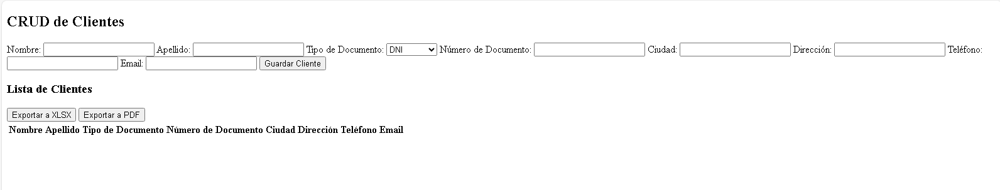 CRUD de Clientes
Nombre: Apellido: Tipo de Documento: DNI Número de Documento: Ciudad: Dirección: Teléfono:
Email: Guardar Cliente
Lista de Clientes
Exportar a XLSX Exportar a PDF
Nombre Apellido Tipo de Documento Número de Documento Ciudad Dirección Teléfono Email